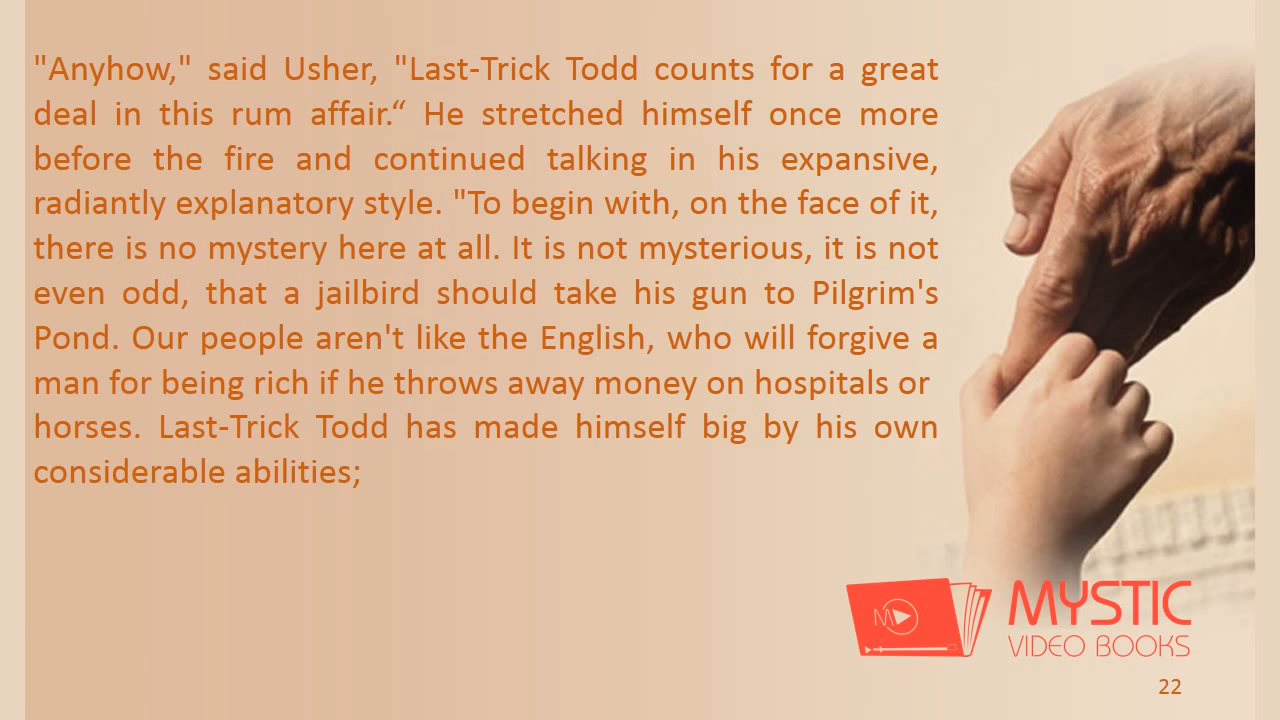 "Anyhow," said Usher, "Last-Trick Todd counts for a great
deal in this rum affair.“ He stretched himself once more
before the fire and continued talking in his expansive,
radiantly explanatory style. "To begin with, on the face of it,
there is no mystery here at all. It is not mysterious, it is not
even odd, that a jailbird should take his gun to Pilgrim's
Pond. Our people aren't like the English, who will forgive a
man for being rich if he throws away money on hospitals or
horses. Last-Trick Todd has made himself big by his own
considerable abilities;
M
MYSTIC
VIDEO BOOKS
22